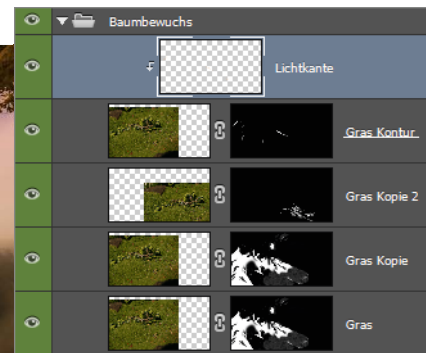 Baumbewuchs
Lichtkante
Gras Kontur
Gras Kopie 2
Gras Kopie
Gras